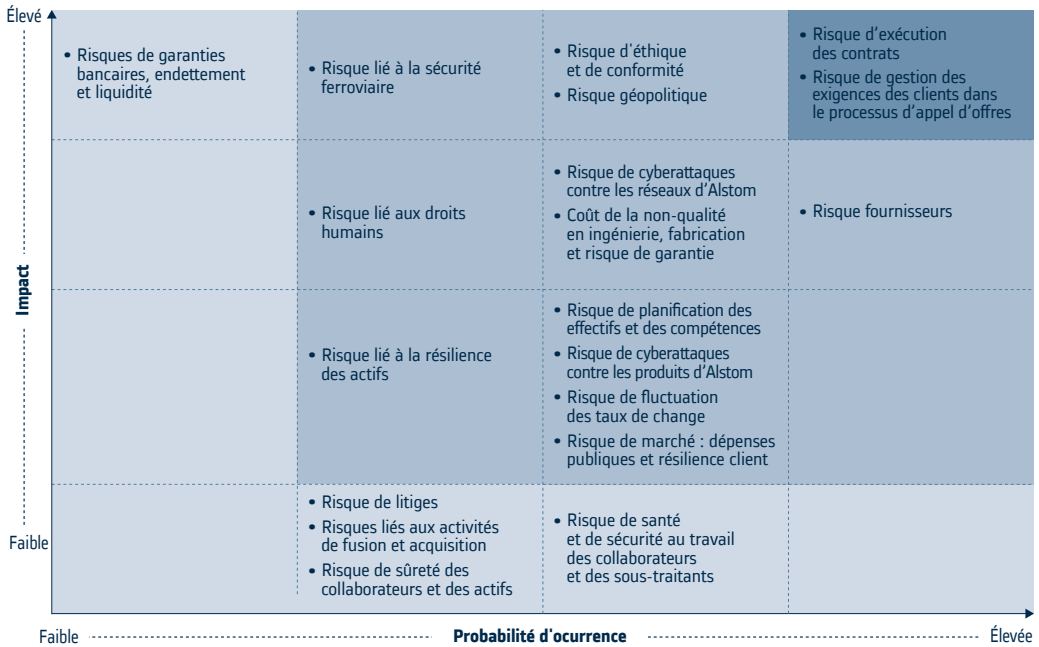 Élevé
• Risques de garanties
bancaires, endettement
et liquidité
• Risque lié à la sécurité
ferroviaire
• Risque d'éthique
et de conformité
• Risque géopolitique
• Risque d’exécution
des contrats
• Risque de gestion des
exigences des clients dans
le processus d’appel d’offres
• Risque lié aux droits
humains
• Risque de cyberattaques
contre les réseaux d’Alstom
• Coût de la non-qualité
en ingénierie, fabrication
et risque de garantie
• Risque fournisseurs
Impact
• Risque lié à la résilience
des actifs
• Risque de planification des
effectifs et des compétences
• Risque de cyberattaques
contre les produits d’Alstom
• Risque de fluctuation
des taux de change
• Risque de marché : dépenses
publiques et résilience client
• Risque de litiges
• Risques liés aux activités
de fusion et acquisition
• Risque de sûreté des
collaborateurs et des actifs
• Risque de santé
et de sécurité au travail
des collaborateurs
et des sous-traitants
Faible
Faible Probabilité d'ocurrence Élevée